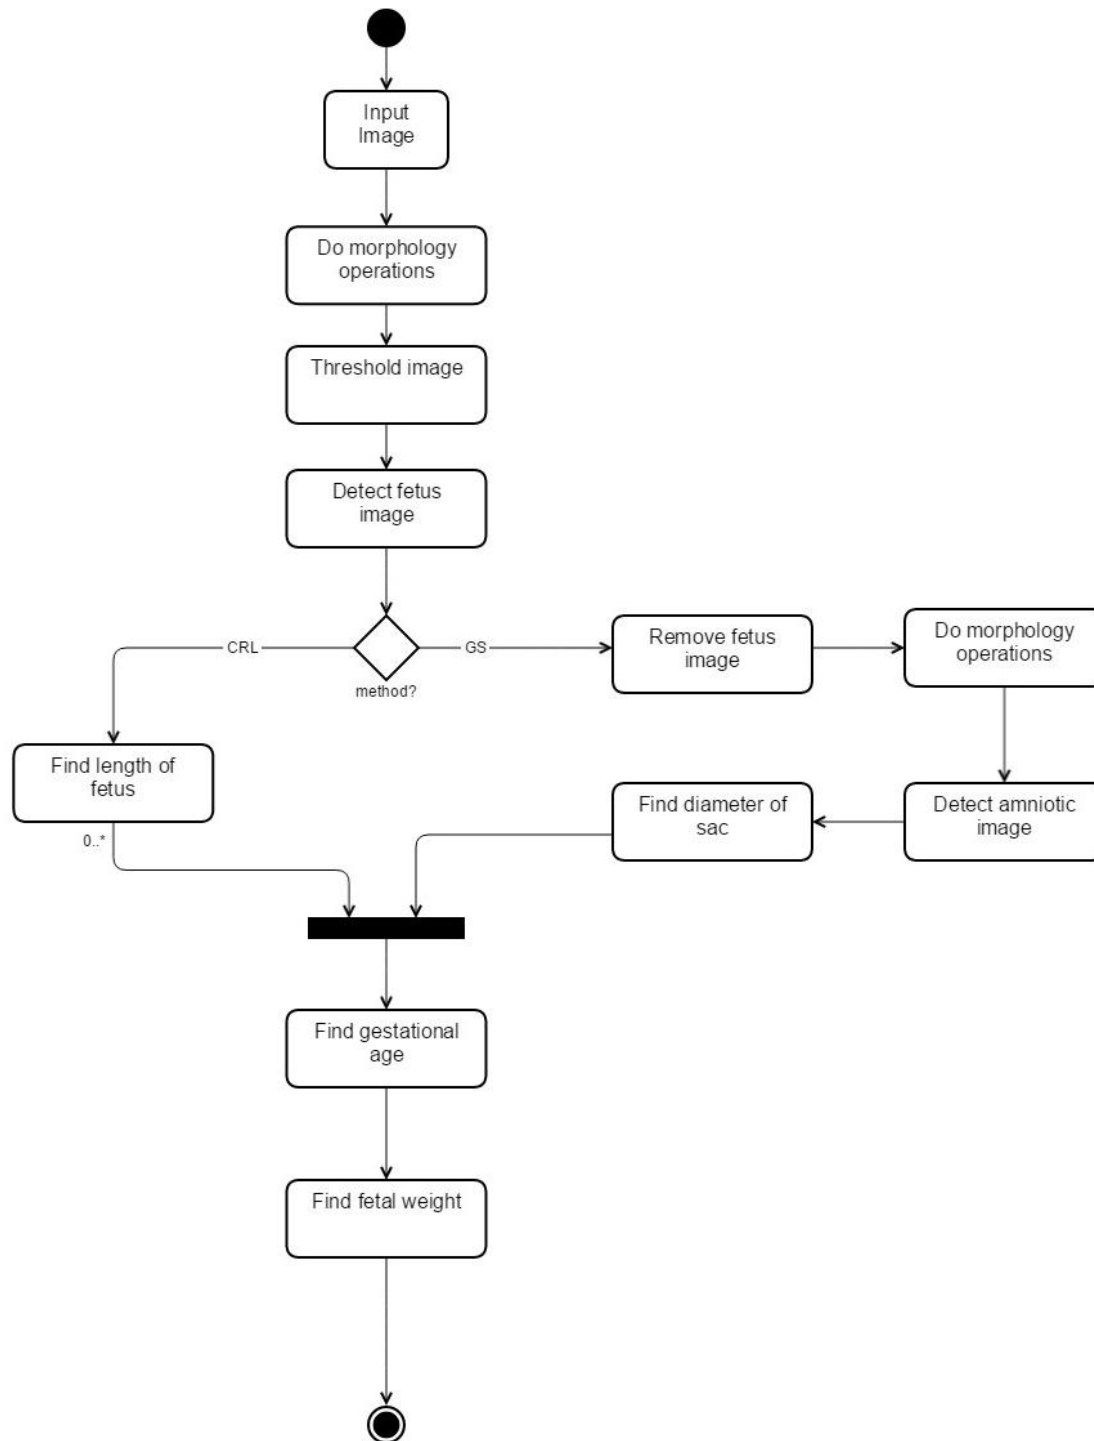 Input
Image
Do morphology
operations
Threshold image
Detect fetus
image
CRL
method?
GS
Remove fetus
image
Do morphology
operations
Find length of
fetus
0..*
Find diameter of
sac
Detect amniotic
image
Find gestational
age
Find fetal weight